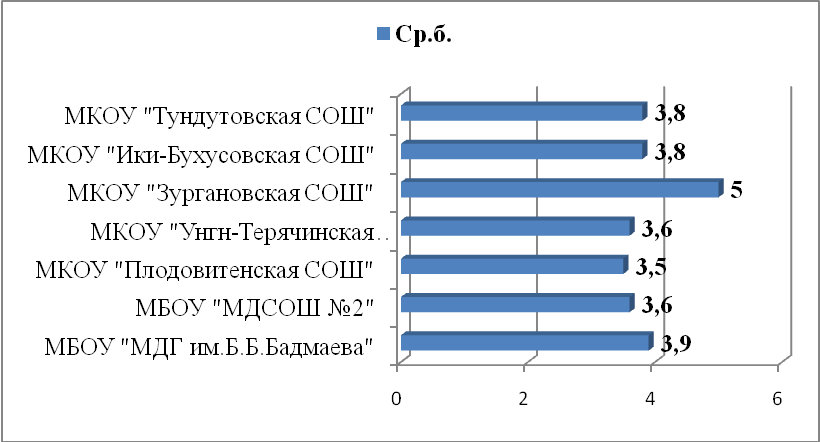 Ср.б.
МКОУ "Тундутовская СОШ" 3,8
МКОУ "Ики-Бухусовская СОШ" 3,8
МКОУ "Зургановская СОШ" 5
МКОУ "Унгн-Терячинская.. 3,6
МКОУ "Плодовитенская СОШ" 3,5
МБОУ "МДСОШ №2" 3,6
МБОУ "МДГ им.Б.Б.Бадмаева" 3,9
0 2 4 6